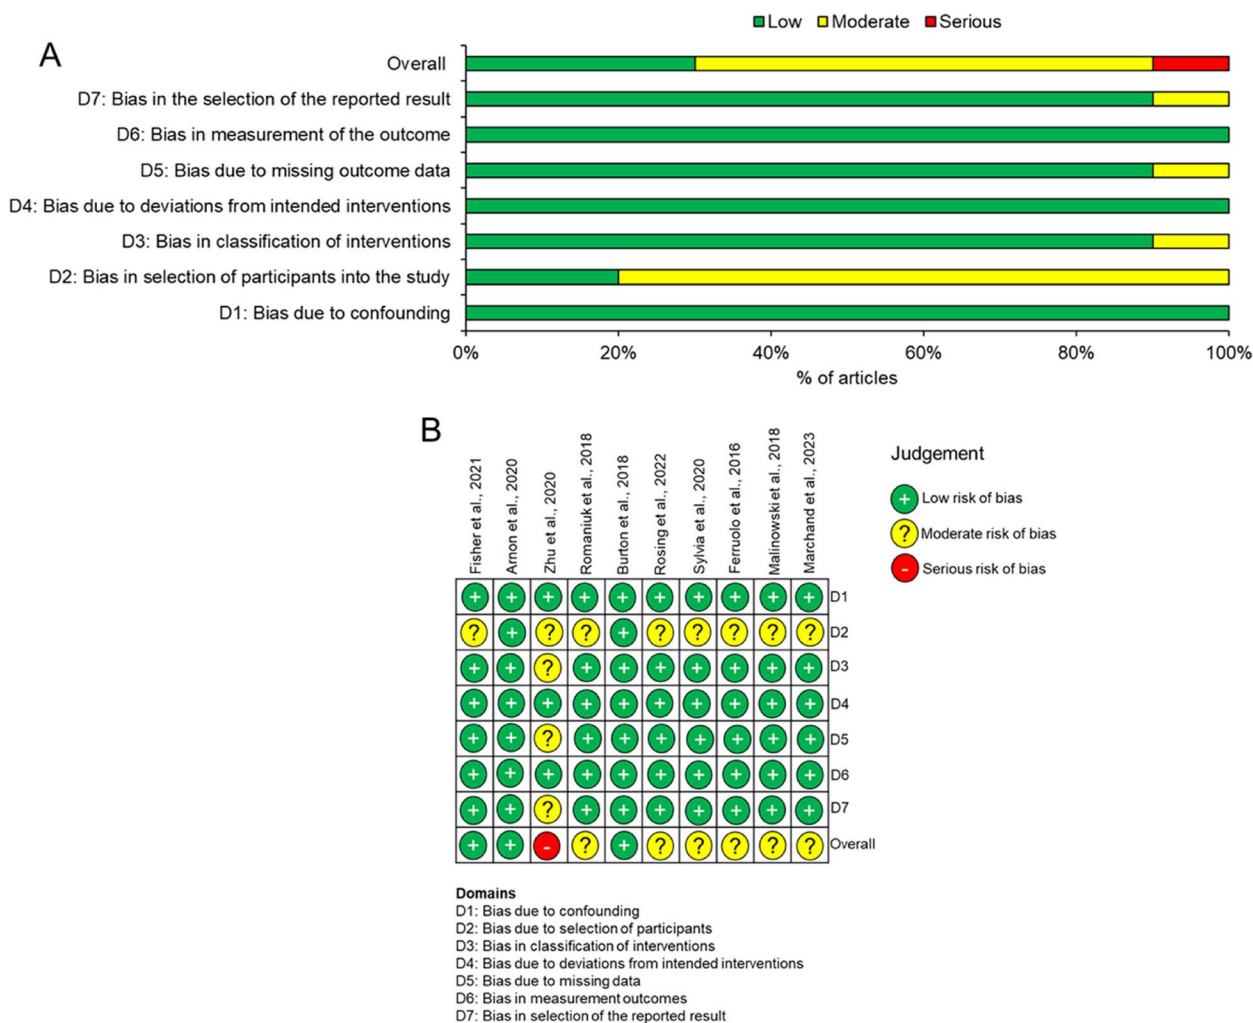 Low Moderate Serious
A
Overall
D7: Bias in the selection of the reported result
D6: Bias in measurement of the outcome
D5: Bias due to missing outcome data
D4: Bias due to deviations from intended interventions
D3: Bias in classification of interventions
D2: Bias in selection of participants into the study
D1: Bias due to confounding
0% 20% 40% 60% 80% 100%
% of articles
B
Fisher et al., 2021
Arnon et al., 2020
Zhu et al., 2020
Romaniuk et al., 2018
Burton et al., 2018
Rosing et al., 2022
Sylvia et al., 2020
Ferruolo et al., 2016
Malinowski et al., 2018
Marchand et al., 2023
Judgement
+ Low risk of bias
? Moderate risk of bias
- Serious risk of bias
+ + + + + + + + + + D1
? + ? ? + ? ? ? ? ? D2
+ + ? + + + + + + + D3
+ + + + + + + + + + D4
+ + ? + + + + + + + D5
+ + + + + + + + + + D6
+ + ? + + + + + + + D7
+ + - ? + ? ? ? ? ? Overall
Domains
D1: Bias due to confounding
D2: Bias due to selection of participants
D3: Bias in classification of interventions
D4: Bias due to deviations from intended interventions
D5: Bias due to missing data
D6: Bias in measurement outcomes
D7: Bias in selection of the reported result